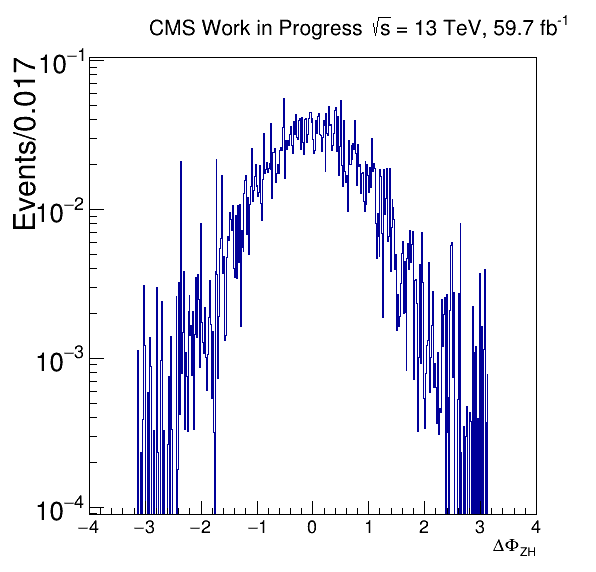 CMS Work in Progress √s = 13 TeV, 59.7 fb⁻¹
Events/0.017
10⁻¹
10⁻²
10⁻³
10⁻⁴
−4 −3 −2 −1 0 1 2 3 4
ΔΦ_ZH